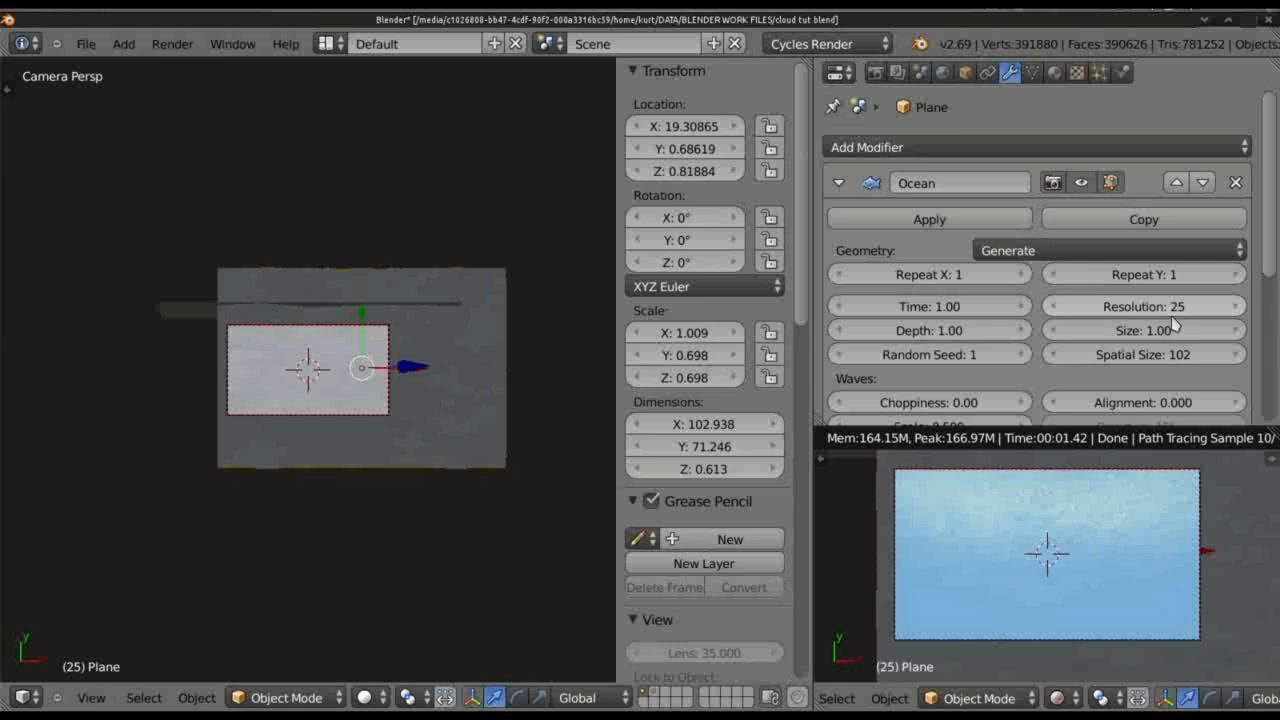 Blender* [/media/c1026808-bb47-4cdf-90f2-000a3316bc59/home/kurt/DATA/BLENDER WORK FILES/cloud tut blend]
File Add Render Window Help Default Scene Cycles Render v2.69 | Verts:391880 | Faces:390626 | Tris:781252 | Objects:
Camera Persp
Transform
Location:
X: 19.30865
Y: 0.68619
Z: 0.81884
Rotation:
X: 0°
Y: 0°
Z: 0°
XYZ Euler
Scale:
X: 1.009
Y: 0.698
Z: 0.698
Dimensions:
X: 102.938
Y: 71.246
Z: 0.613
Grease Pencil
New
New Layer
Delete Frame Convert
View
Lens: 35.000
Lock to Object:
Plane
Add Modifier
Ocean
Apply Copy
Geometry: Generate
Repeat X: 1 Repeat Y: 1
Time: 1.00 Resolution: 25
Depth: 1.00 Size: 1.00
Random Seed: 1 Spatial Size: 102
Waves:
Choppiness: 0.00 Alignment: 0.000
Mem:164.15M, Peak:166.97M | Time:00:01.42 | Done | Path Tracing Sample 10/
y
(25) Plane
y
(25) Plane
View Select Object Object Mode Global
Select Object Object Mode Glob